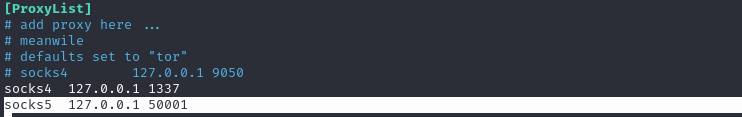 [ProxyList]
# add proxy here ...
# meanwile
# defaults set to "tor"
# socks4        127.0.0.1 9050
socks4  127.0.0.1 1337
socks5  127.0.0.1 50001